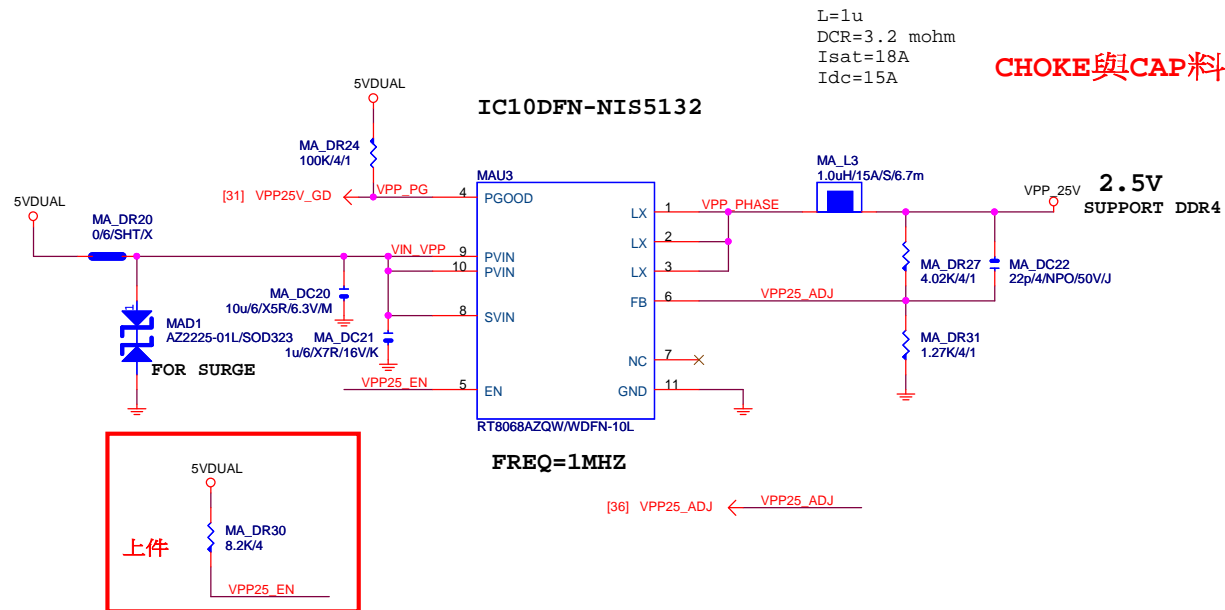 L=1u
DCR=3.2 mohm
Isat=18A
Idc=15A
CHOKE與CAP料
5VDUAL
IC10DFN-NIS5132
MA_DR24
100K/4/1
[31] VPP25V_GD
VPP_PG
4
PGOOD
MAU3
MA_L3
1.0uH/15A/S/6.7m
VPP_25V
2.5V
SUPPORT DDR4
5VDUAL
MA_DR20
0/6/SHT/X
LX
1
VPP_PHASE
LX
2
LX
3
VIN_VPP
9
PVIN
10
PVIN
MA_DR27
4.02K/4/1
MA_DC22
22p/4/NPO/50V/J
MA_DC20
10u/6/X5R/6.3V/M
FB
6
VPP25_ADJ
8
SVIN
1
MAD1
AZ2225-01L/SOD323
MA_DC21
1u/6/X7R/16V/K
MA_DR31
1.27K/4/1
FOR SURGE
NC
7
VPP25_EN
5
EN
GND
11
RT8068AZQW/WDFN-10L
FREQ=1MHZ
5VDUAL
MA_DR30
8.2K/4
上件
VPP25_EN
[36] VPP25_ADJ
VPP25_ADJ